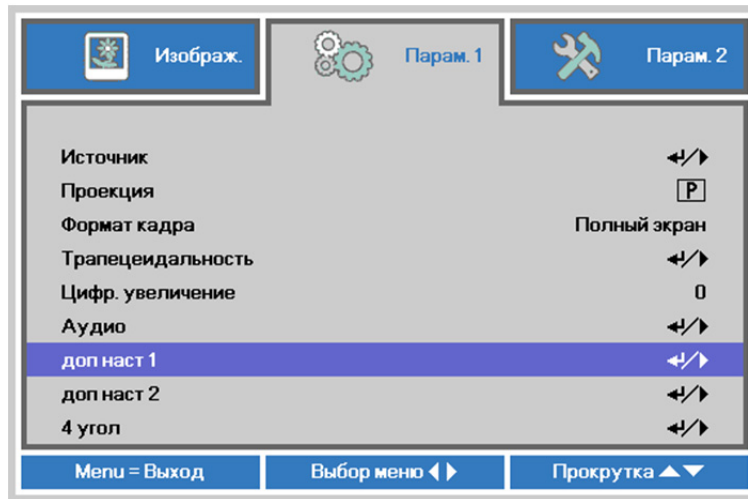 Изображ. Парам. 1 Парам. 2
Источник
Проекция P
Формат кадра Полный экран
Трапецеидальность
Цифр. увеличение 0
Аудио
доп наст 1
доп наст 2
4 угол
Menu = Выход Выбор меню Прокрутка